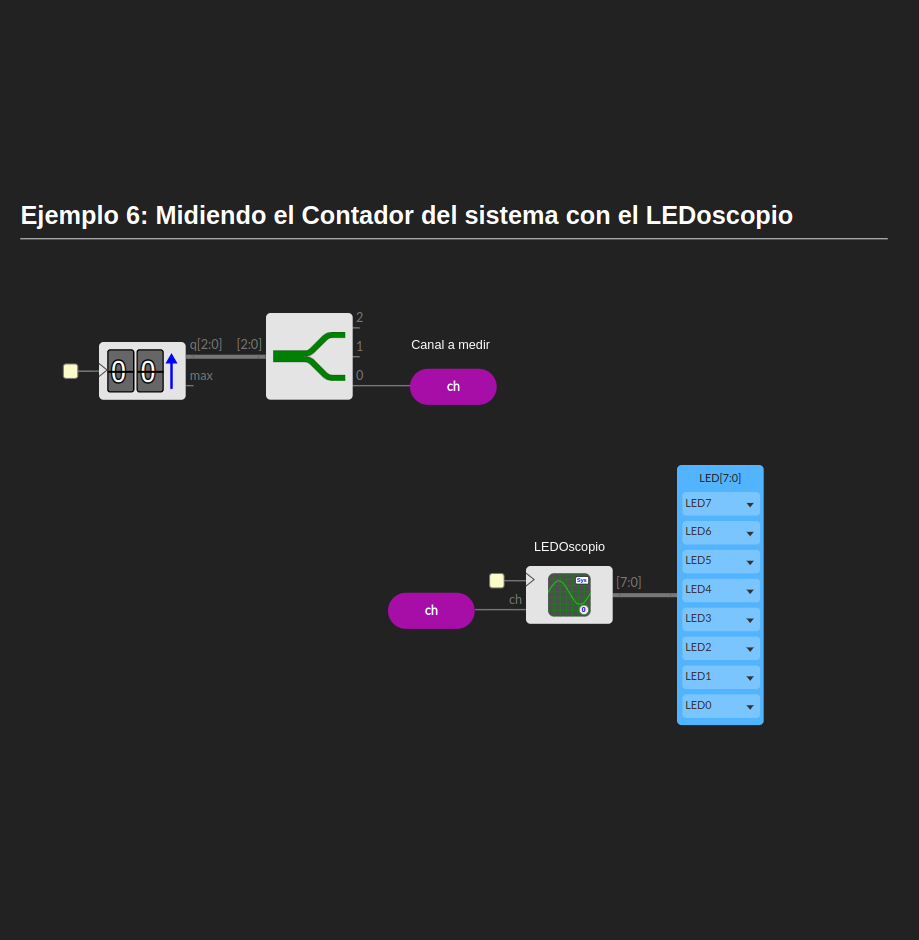 Ejemplo 6: Midiendo el Contador del sistema con el LEDoscopio
2
q[2:0] [2:0]
1
Canal a medir
0 0
max
0
ch
LED[7:0]
LED7
LED6
LEDOscopio
LED5
Sys
[7:0]
LED4
ch
0
ch
LED3
LED2
LED1
LED0